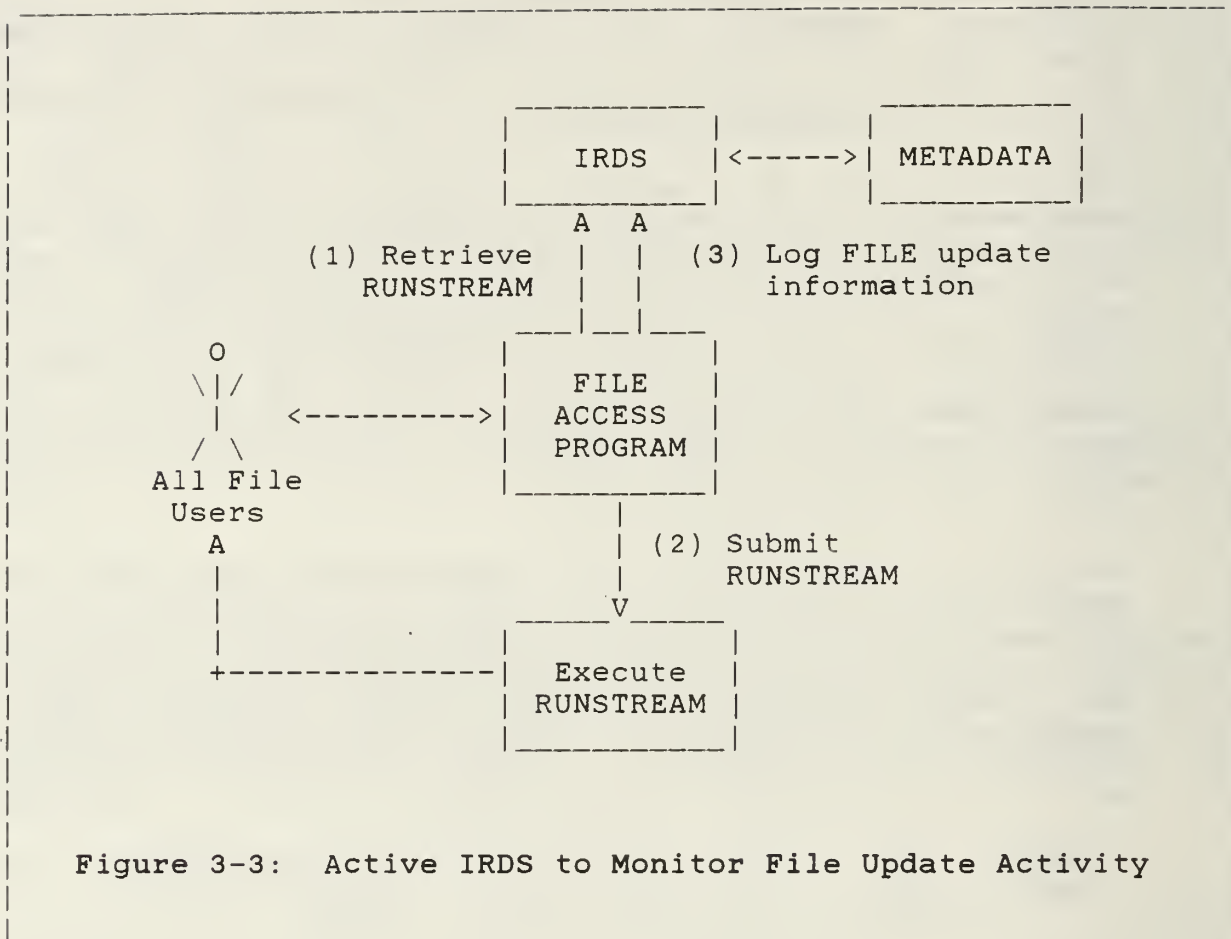 IRDS <-----> METADATA
A A
(1) Retrieve RUNSTREAM
(3) Log FILE update information
O
\|/
|
/ \
All File
Users
A
<---------->
FILE
ACCESS
PROGRAM
(2) Submit
RUNSTREAM
V
+---------------
Execute
RUNSTREAM
Figure 3-3: Active IRDS to Monitor File Update Activity